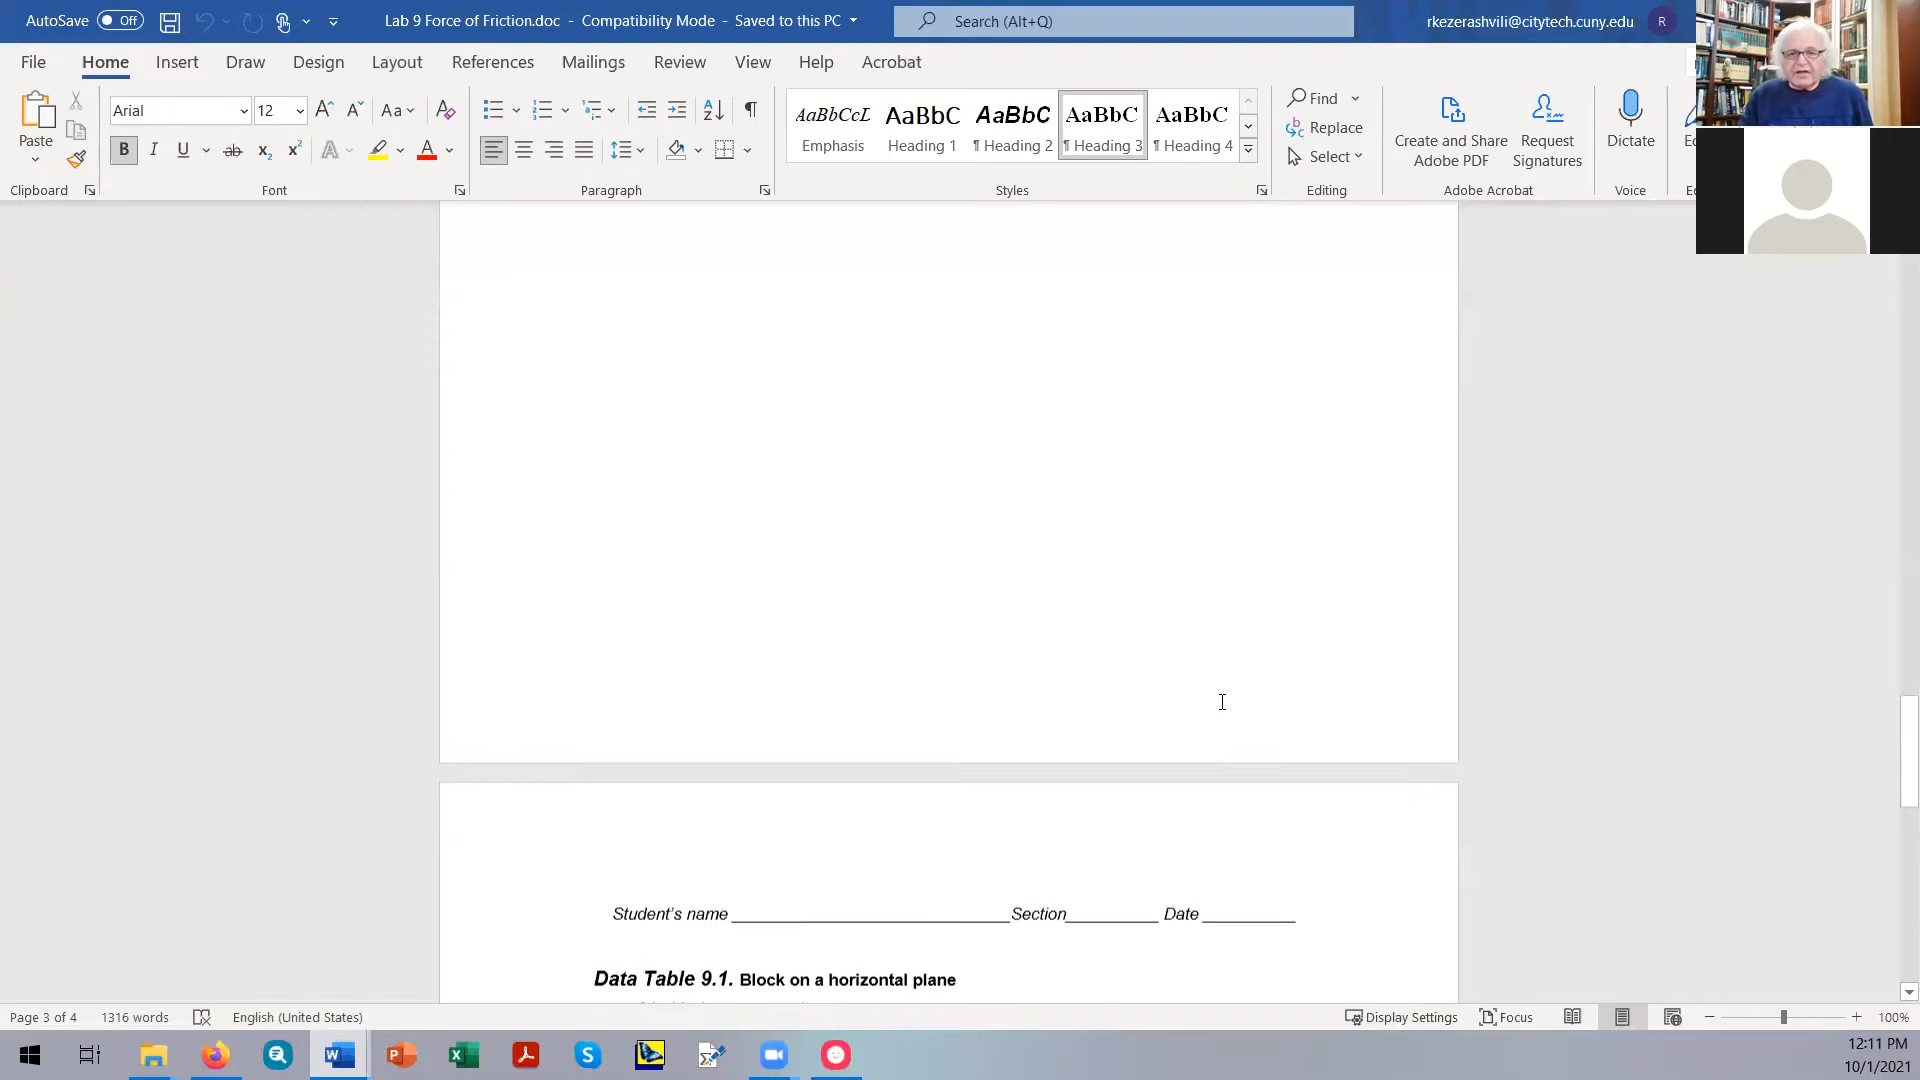 AutoSave Off Lab 9 Force of Friction.doc - Compatibility Mode - Saved to this PC Search (Alt+Q) rkezerashvili@citytech.cuny.edu R
File Home Insert Draw Design Layout References Mailings Review View Help Acrobat
Paste
Clipboard
Arial 12
Font
Paragraph
AaBbCcL AaBbC AaBbC AaBbC AaBbC
Emphasis Heading 1 ¶ Heading 2 ¶ Heading 3 ¶ Heading 4
Styles
Find
Replace
Select
Editing
Create and Share Adobe PDF
Request Signatures
Adobe Acrobat
Dictate
Voice
Student's name ______________________________Section__________ Date __________
Data Table 9.1. Block on a horizontal plane
Page 3 of 4 1316 words English (United States) Display Settings Focus 100%
12:11 PM
10/1/2021